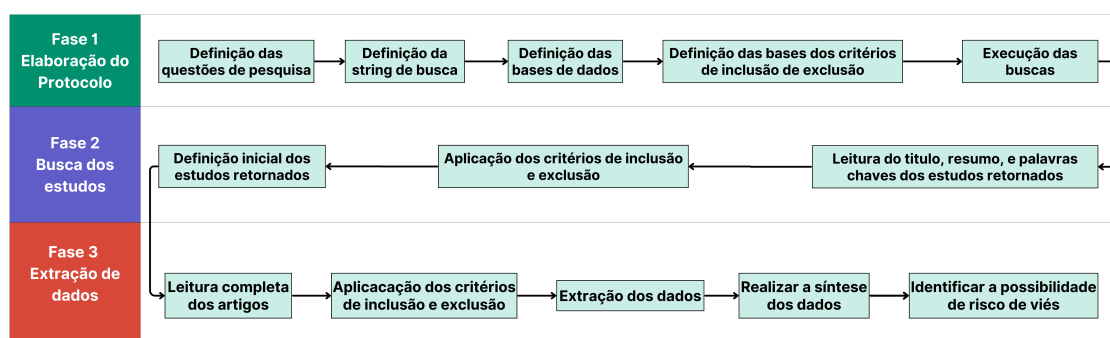 Fase 1
Elaboração do
Protocolo
Definição das
questões de pesquisa
Definição da
string de busca
Definição das
bases de dados
Definição das bases dos critérios
de inclusão de exclusão
Execução das
buscas
Fase 2
Busca dos
estudos
Definição inicial dos
estudos retornados
Aplicação dos critérios de inclusão
e exclusão
Leitura do titulo, resumo, e palavras
chaves dos estudos retornados
Fase 3
Extração de
dados
Leitura completa
dos artigos
Aplicacação dos critérios
de inclusão e exclusão
Extração dos dados
Realizar a síntese
dos dados
Identificar a possibilidade
de risco de viés